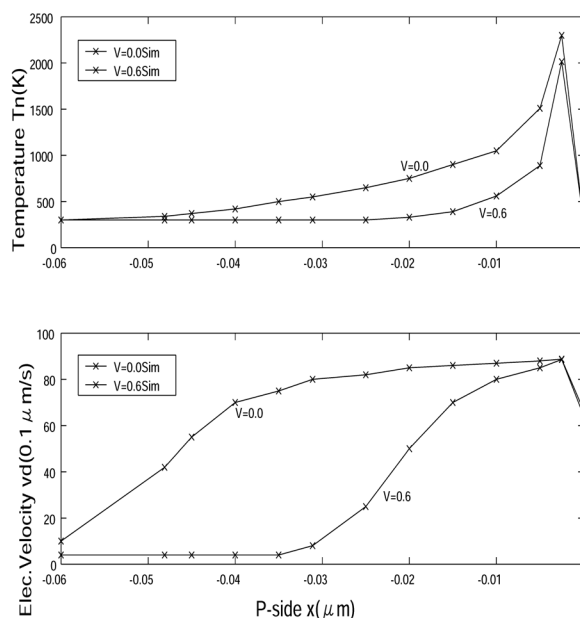 Temperature Tn(K)
2500
2000
1500
1000
500
0
V=0.0Sim
V=0.6Sim
V=0.0
V=0.6
-0.06
-0.05
-0.04
-0.03
-0.02
-0.01
Elec.Velocity vd(0.1 μm/s)
100
80
60
40
20
0
V=0.0Sim
V=0.6Sim
V=0.0
V=0.6
-0.06
-0.05
-0.04
-0.03
-0.02
-0.01
P-side x(μm)